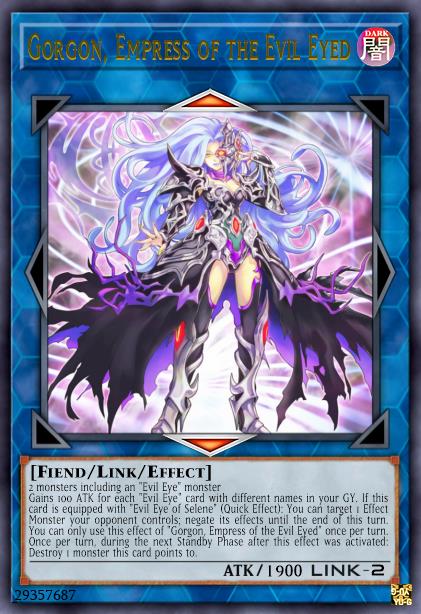 Gorgon, Empress of the Evil Eyed
DARK
闇
[Fiend/Link/Effect]
2 monsters including an "Evil Eye" monster
Gains 100 ATK for each "Evil Eye" card with different names in your GY. If this
card is equipped with "Evil Eye of Selene" (Quick Effect): You can target 1 Effect
Monster your opponent controls; negate its effects until the end of this turn.
You can only use this effect of "Gorgon, Empress of the Evil Eyed" once per turn.
Once per turn, during the next Standby Phase after this effect was activated:
Destroy 1 monster this card points to.
ATK/1900 LINK-2
29357687